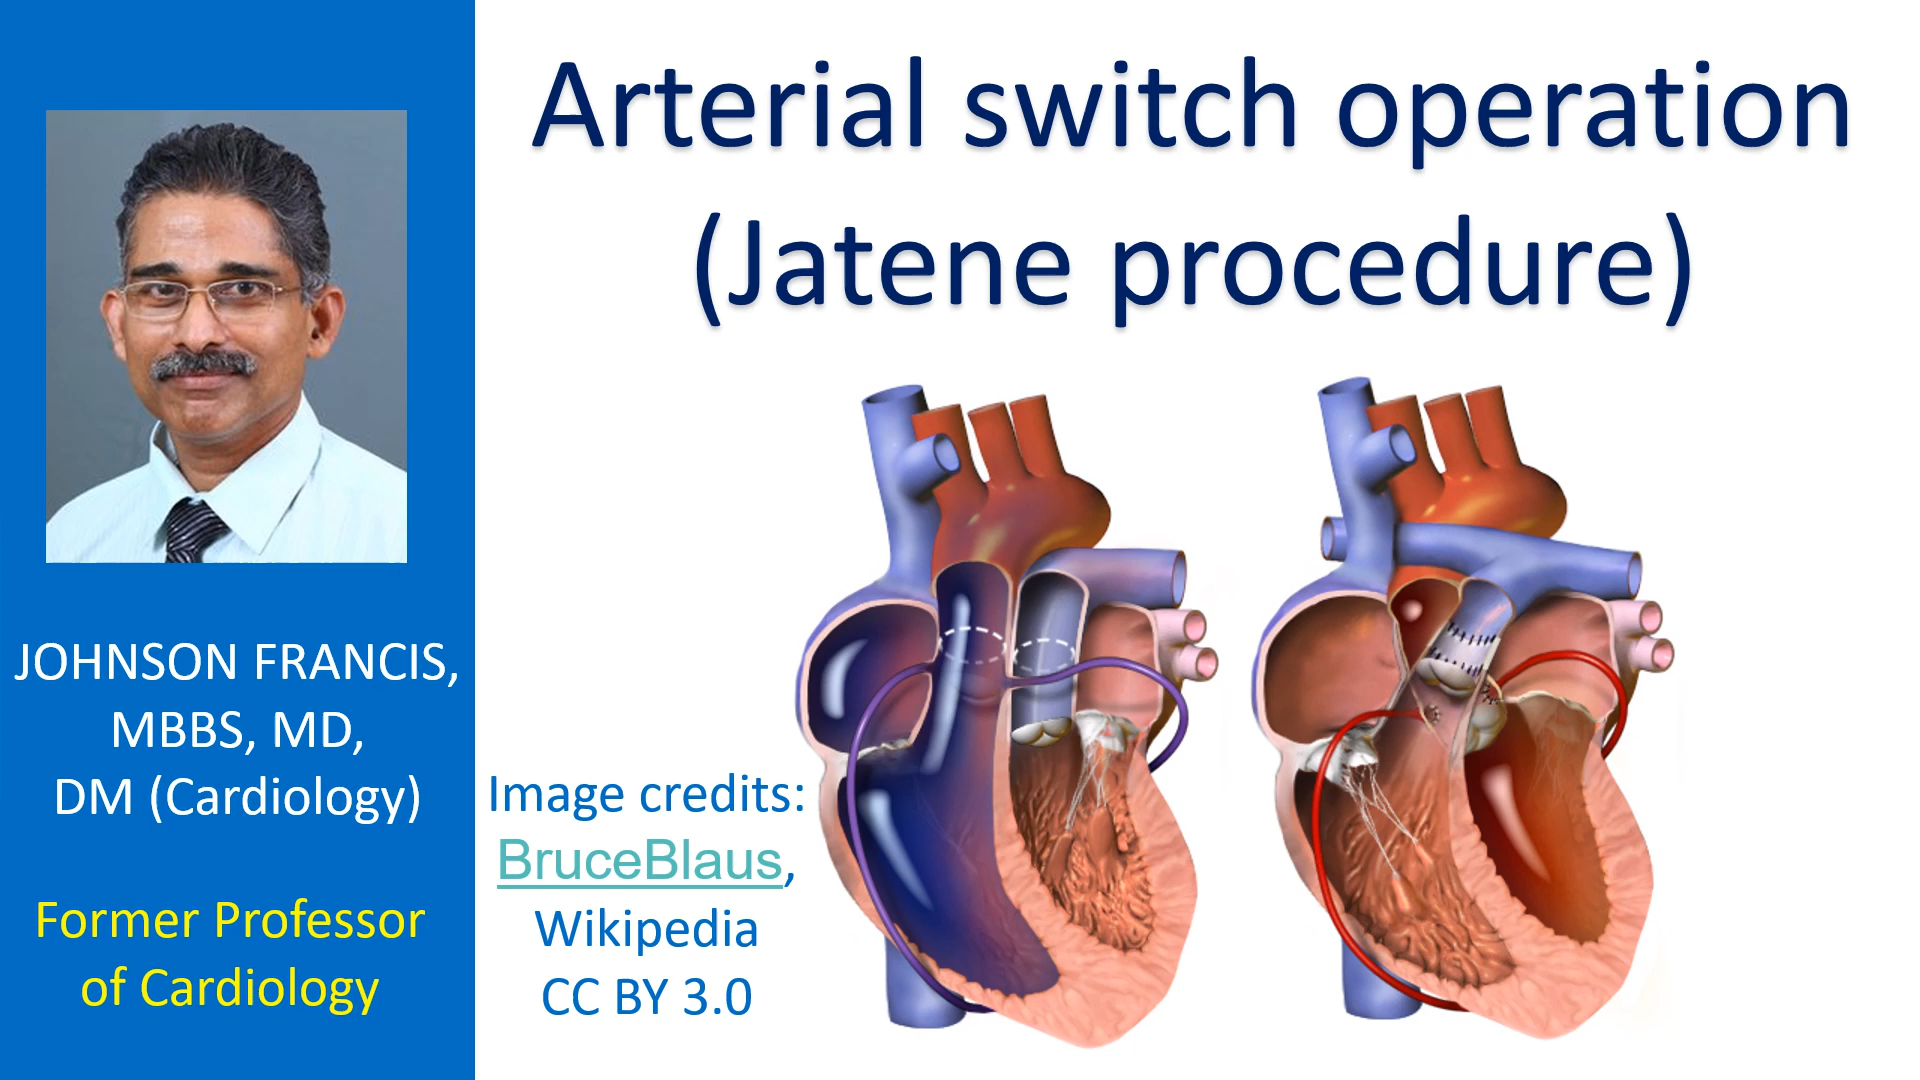 Arterial switch operation
(Jatene procedure)
JOHNSON FRANCIS,
MBBS, MD,
DM (Cardiology)
Former Professor
of Cardiology
Image credits:
BruceBlaus,
Wikipedia
CC BY 3.0